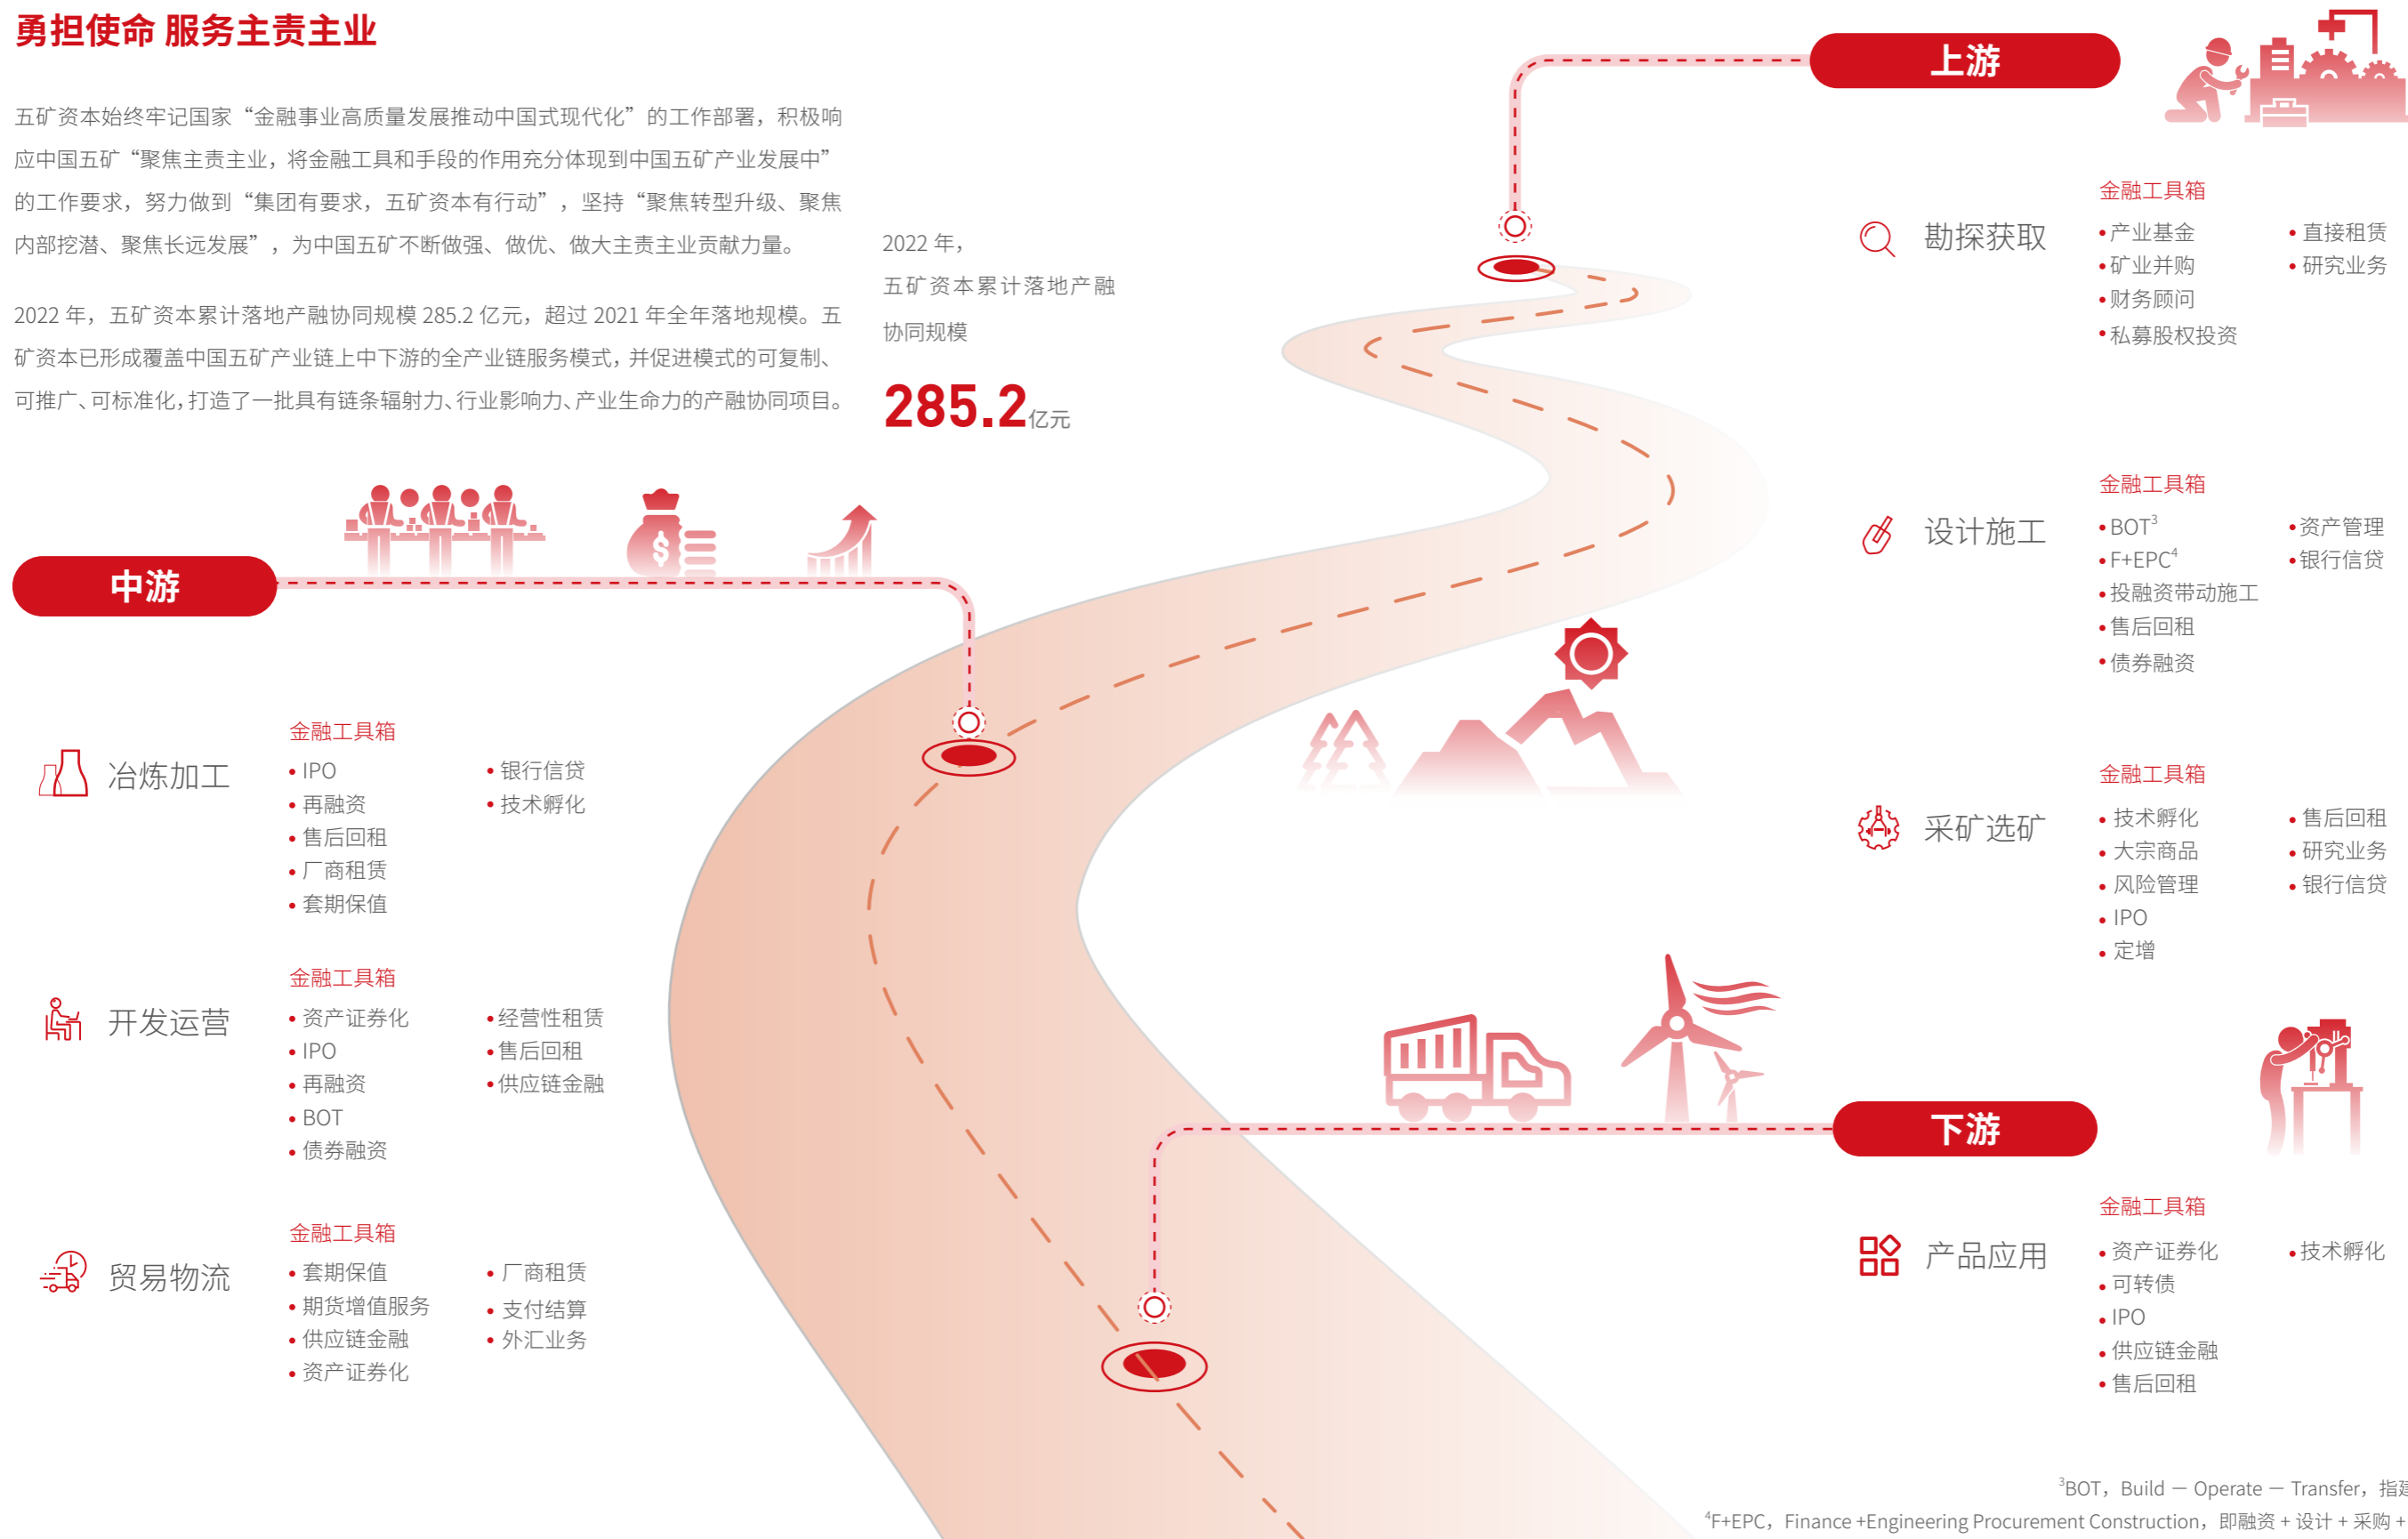 勇担使命 服务主责主业
五矿资本始终牢记国家“金融事业高质量发展推动中国式现代化”的工作部署，积极响
应中国五矿“聚焦主责主业，将金融工具和手段的作用充分体现到中国五矿产业发展中”
的工作要求，努力做到“集团有要求，五矿资本有行动”，坚持“聚焦转型升级、聚焦
内部挖潜、聚焦长远发展”，为中国五矿不断做强、做优、做大主责主业贡献力量。
2022 年，五矿资本累计落地产融协同规模 285.2 亿元，超过 2021 年全年落地规模。五
矿资本已形成覆盖中国五矿产业链上中下游的全产业链服务模式，并促进模式的可复制、
可推广、可标准化，打造了一批具有链条辐射力、行业影响力、产业生命力的产融协同项目。
2022 年，
五矿资本累计落地产融
协同规模
285.2亿元
上游
勘探获取
金融工具箱
• 产业基金
• 矿业并购
• 财务顾问
• 私募股权投资
• 直接租赁
• 研究业务
设计施工
金融工具箱
• BOT³
• F+EPC⁴
• 投融资带动施工
• 售后回租
• 债券融资
• 资产管理
• 银行信贷
采矿选矿
金融工具箱
• 技术孵化
• 大宗商品
• 风险管理
• IPO
• 定增
• 售后回租
• 研究业务
• 银行信贷
中游
冶炼加工
金融工具箱
• IPO
• 再融资
• 售后回租
• 厂商租赁
• 套期保值
• 银行信贷
• 技术孵化
开发运营
金融工具箱
• 资产证券化
• IPO
• 再融资
• BOT
• 债券融资
• 经营性租赁
• 售后回租
• 供应链金融
贸易物流
金融工具箱
• 套期保值
• 期货增值服务
• 供应链金融
• 资产证券化
• 厂商租赁
• 支付结算
• 外汇业务
下游
产品应用
金融工具箱
• 资产证券化
• 可转债
• IPO
• 供应链金融
• 售后回租
• 技术孵化
³BOT，Build － Operate － Transfer，指建
⁴F+EPC，Finance +Engineering Procurement Construction，即融资 + 设计 + 采购 +